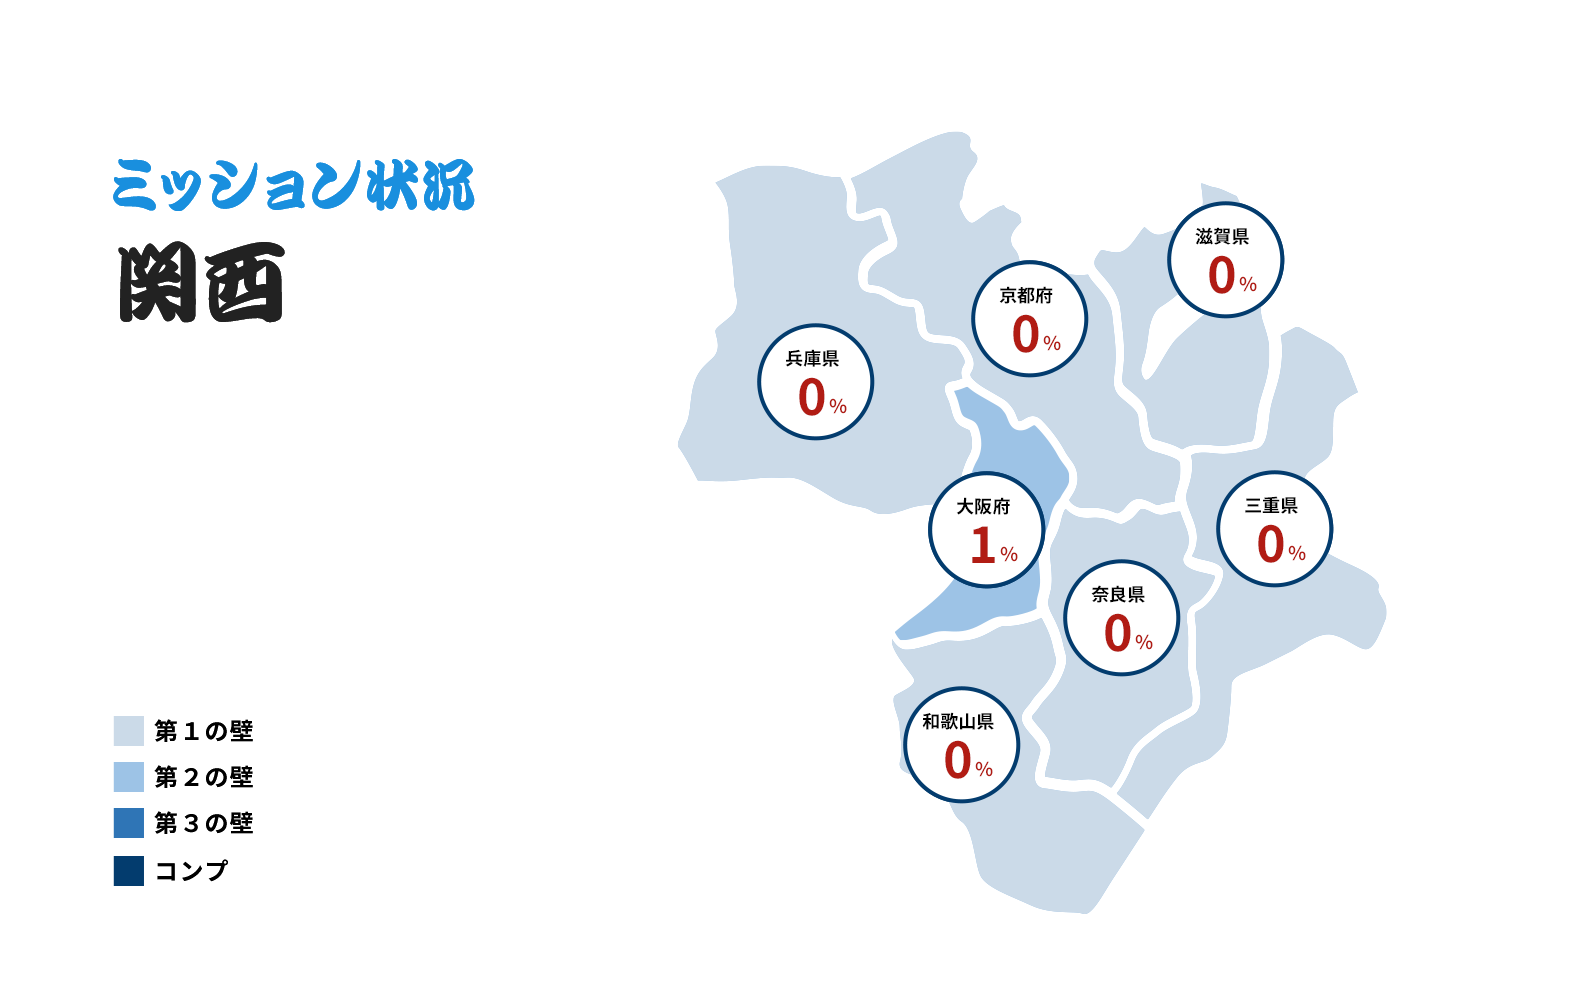 ミッション状況
関西
滋賀県
0%
京都府
0%
兵庫県
0%
大阪府
1%
三重県
0%
奈良県
0%
和歌山県
0%
第１の壁
第２の壁
第３の壁
コンプ